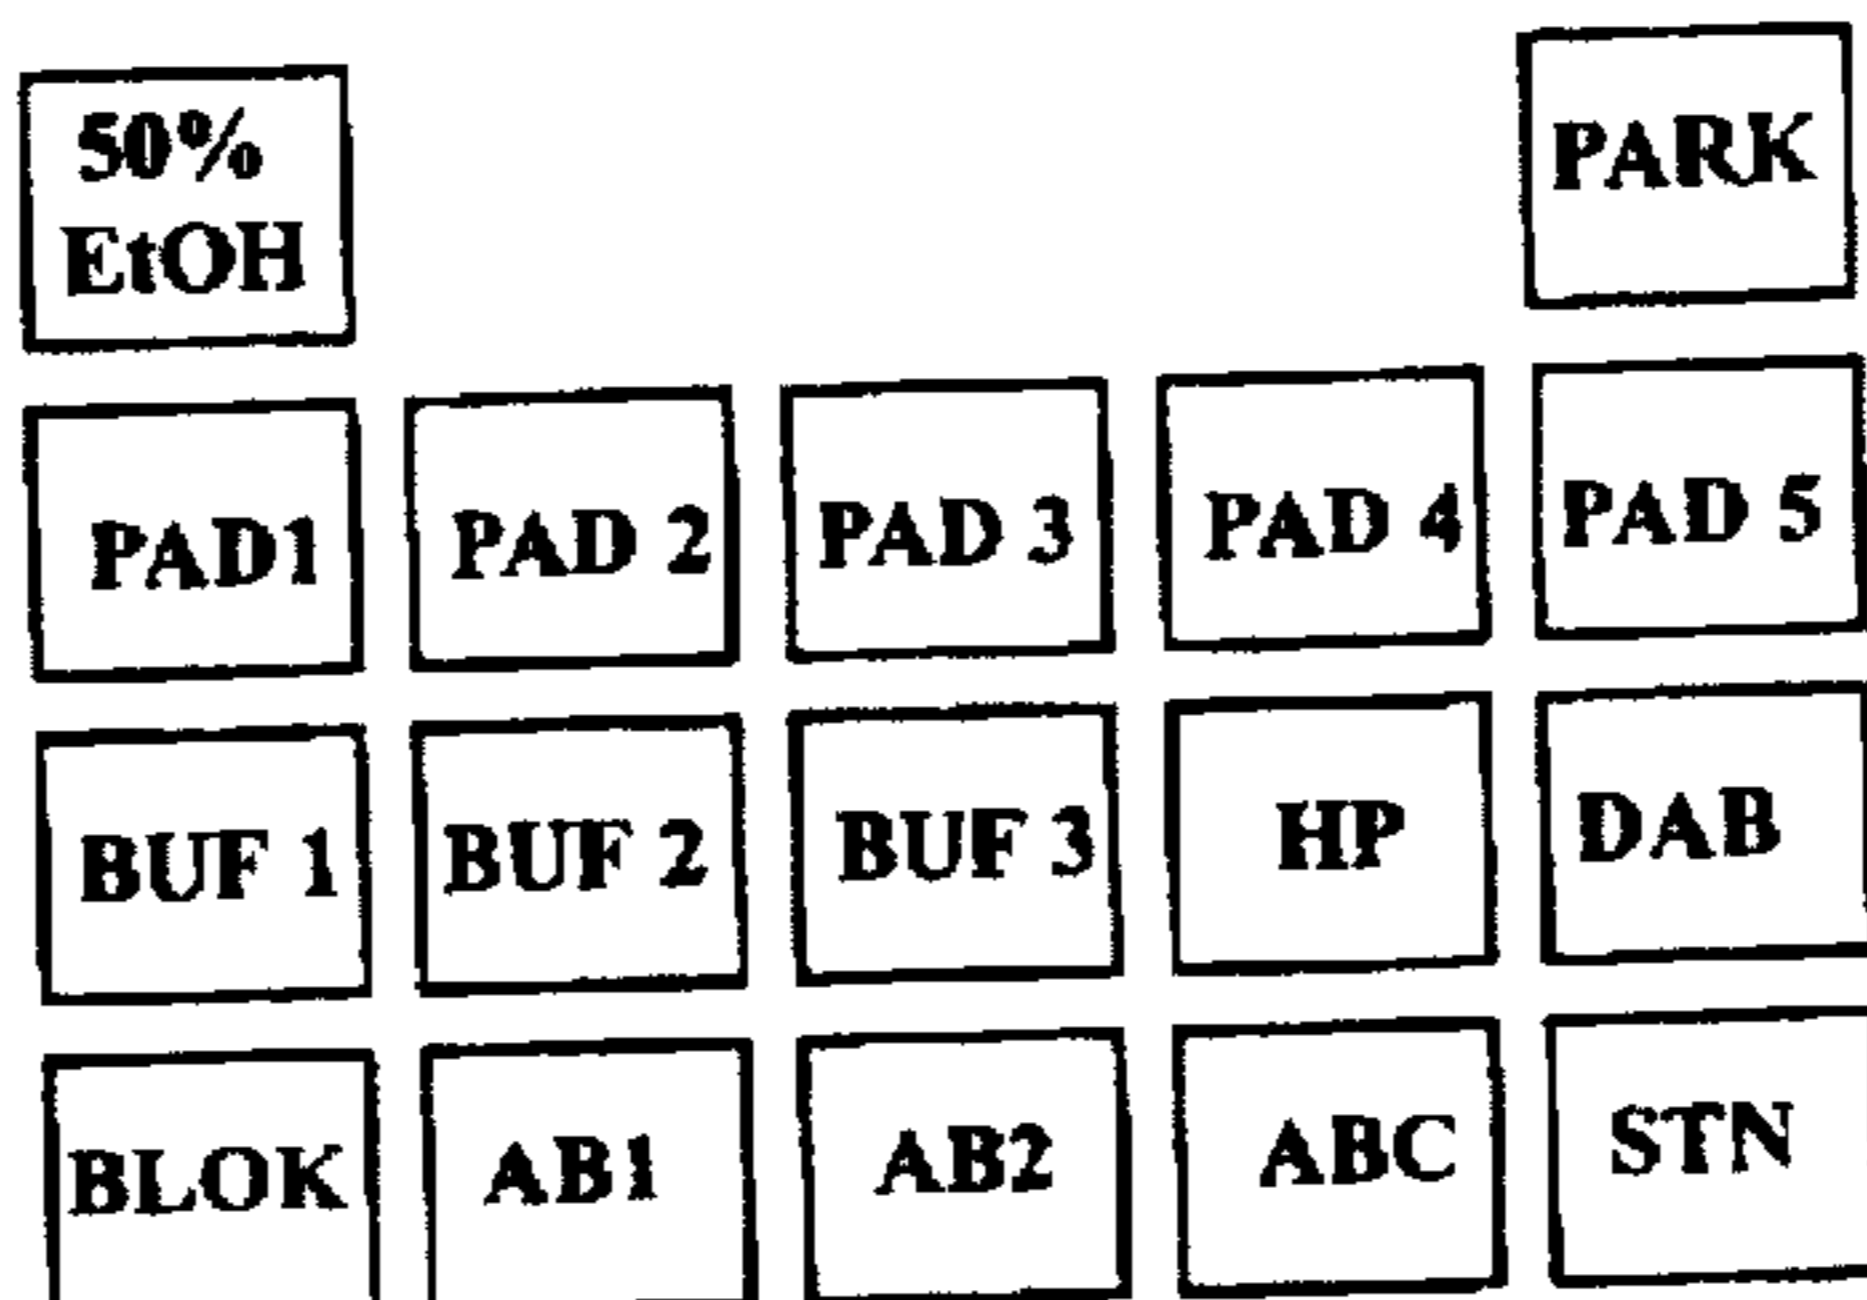 50%
EtOH
PARK
PAD1
PAD 2
PAD 3
PAD 4
PAD 5
BUF 1
BUF 2
BUF 3
HP
DAB
BLOK
AB1
AB2
ABC
STN